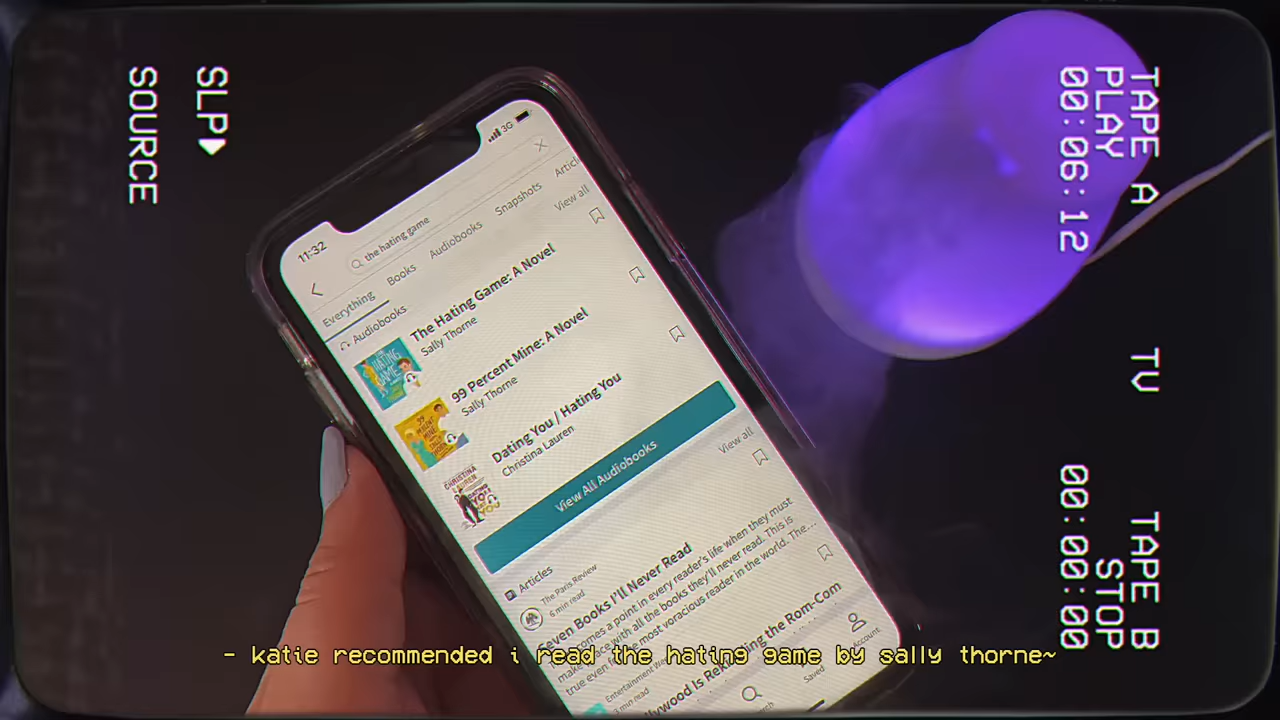 SLP
SOURCE
TAPE A
PLAY
00:06:12
TV
TAPE B
STOP
00:00:00
11:32
3G
the hating game
Everything
Books
Audiobooks
Snapshots
View all
Audiobooks
The Hating Game: A Novel
Sally Thorne
99 Percent Mine: A Novel
Sally Thorne
Dating You / Hating You
Christina Lauren
View All Audiobooks
View all
Articles
The Paris Review
6 min read
Seven Books I'll Never Read
comes a point in every reader's life when they must
with all the books they'll never read. This is
true even for the most voracious reader in the world. The...
the Rom-Com
Saved
- katie recommended i read the hating game by sally thorne~